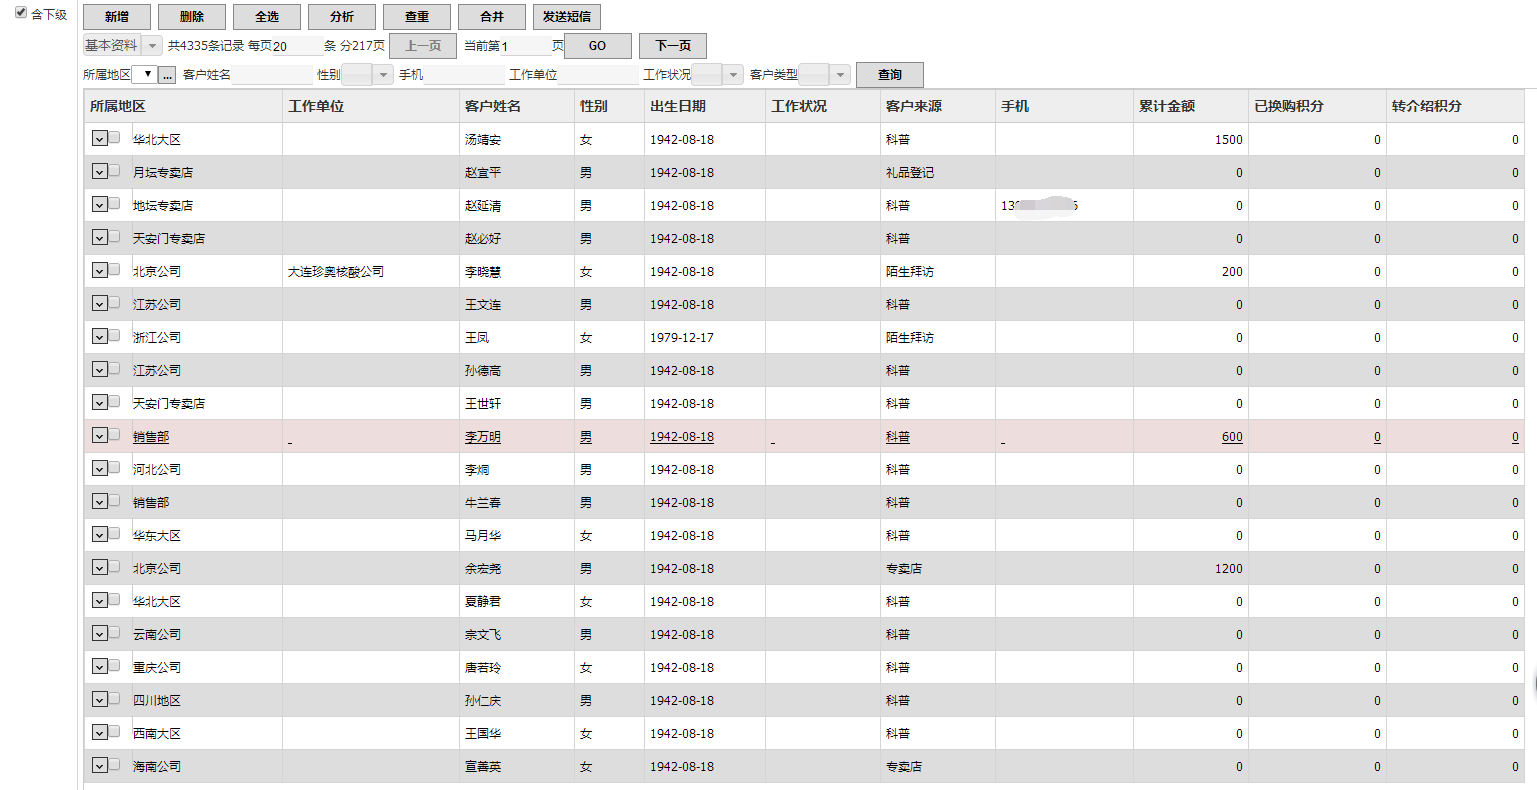 含下级 新增 删除 全选 分析 查重 合并 发送短信
基本资料 共4335条记录 每页20 条 分217页 上一页 当前第1 页 GO 下一页
所属地区 ... 客户姓名 性别 手机 工作单位 工作状况 客户类型 查询
所属地区 工作单位 客户姓名 性别 出生日期 工作状况 客户来源 手机 累计金额 已换购积分 转介绍积分
华北大区 汤靖安 女 1942-08-18 科普 1500 0 0
月坛专卖店 赵宜平 男 1942-08-18 礼品登记 0 0 0
地坛专卖店 赵延清 男 1942-08-18 科普 0 0 0
天安门专卖店 赵必好 男 1942-08-18 科普 0 0 0
北京公司 大连珍奥核酸公司 李晓慧 女 1942-08-18 陌生拜访 200 0 0
江苏公司 王文连 男 1942-08-18 科普 0 0 0
浙江公司 王凤 女 1979-12-17 陌生拜访 0 0 0
江苏公司 孙德高 男 1942-08-18 科普 0 0 0
天安门专卖店 王世轩 男 1942-08-18 科普 0 0 0
销售部 李万明 男 1942-08-18 科普 600 0 0
河北公司 李炯 男 1942-08-18 科普 0 0 0
销售部 牛兰春 男 1942-08-18 科普 0 0 0
华东大区 马月华 女 1942-08-18 科普 0 0 0
北京公司 余宏尧 男 1942-08-18 专卖店 1200 0 0
华北大区 夏静君 女 1942-08-18 科普 0 0 0
云南公司 宗文飞 男 1942-08-18 科普 0 0 0
重庆公司 唐若玲 女 1942-08-18 科普 0 0 0
四川地区 孙仁庆 男 1942-08-18 科普 0 0 0
西南大区 王国华 女 1942-08-18 科普 0 0 0
海南公司 宣善英 女 1942-08-18 专卖店 0 0 0